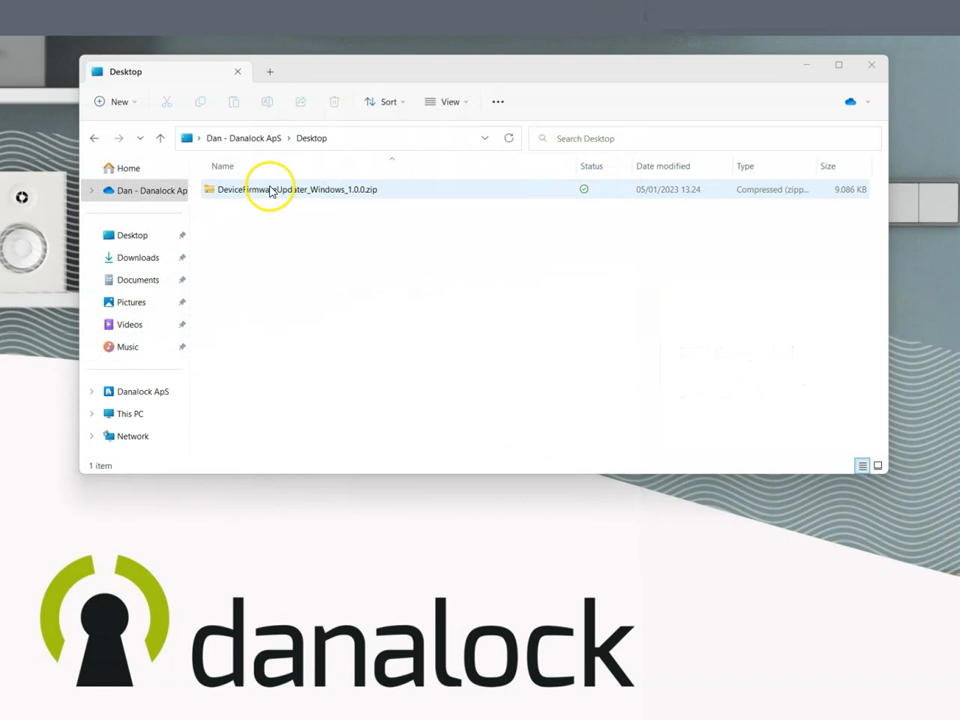 Desktop
New
Sort
View
Dan - Danalock ApS > Desktop
Search Desktop
Name
Status
Date modified
Type
Size
DeviceFirmwareUpdater_Windows_1.0.0.zip
05/01/2023 13.24
Compressed (zipp...
9.086 KB
Home
Dan - Danalock Ap
Desktop
Downloads
Documents
Pictures
Videos
Music
Danalock ApS
This PC
Network
1 item
danalock